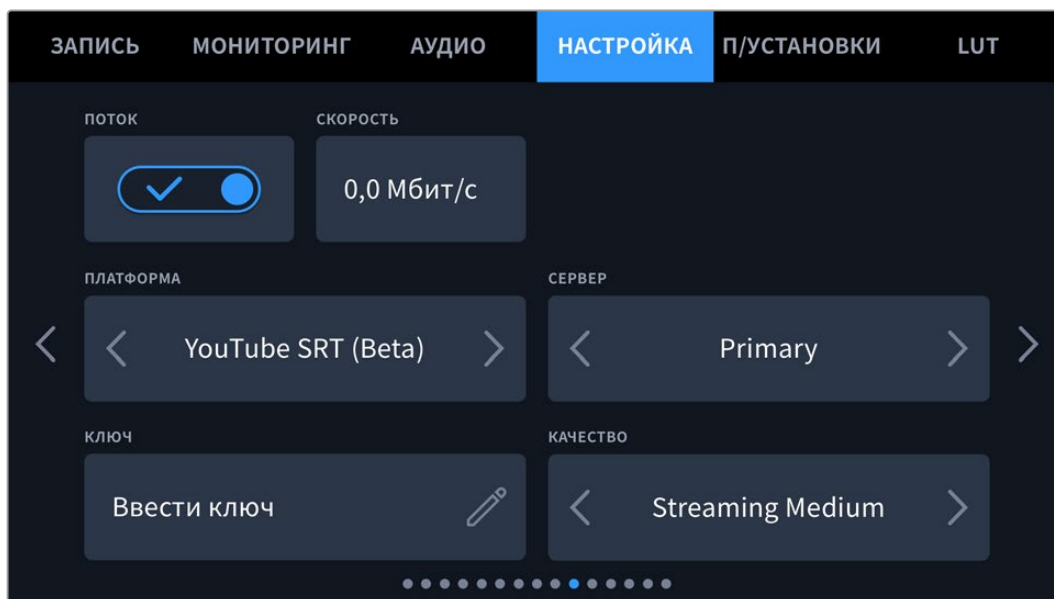 ЗАПИСЬ МОНИТОРИНГ АУДИО НАСТРОЙКА П/УСТАНОВКИ LUT
ПОТОК СКОРОСТЬ
0,0 Мбит/с
ПЛАТФОРМА СЕРВЕР
YouTube SRT (Beta) Primary
КЛЮЧ КАЧЕСТВО
Ввести ключ Streaming Medium